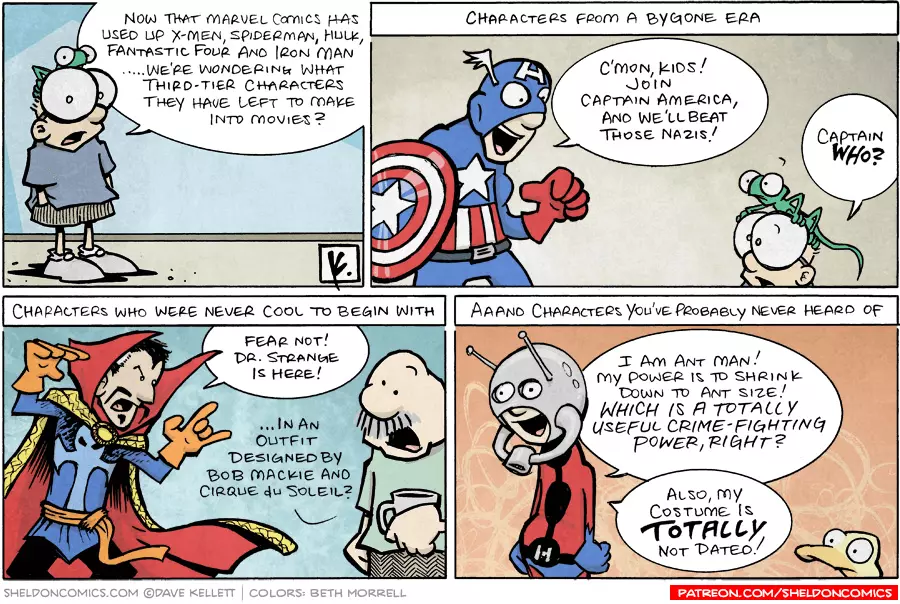 NOW THAT MARVEL COMICS HAS
USED UP X-MEN, SPIDERMAN, HULK,
FANTASTIC FOUR AND IRON MAN
.....WE'RE WONDERING WHAT
THIRD-TIER CHARACTERS
THEY HAVE LEFT TO MAKE
INTO MOVIES?
CHARACTERS FROM A BYGONE ERA
C'MON, KIDS!
JOIN
CAPTAIN AMERICA,
AND WE'LL BEAT
THOSE NAZIS!
A
CAPTAIN
WHO?
CHARACTERS WHO WERE NEVER COOL TO BEGIN WITH
FEAR NOT!
DR. STRANGE
IS HERE!
...IN AN
OUTFIT
DESIGNED BY
BOB MACKIE AND
CIRQUE du SOLEIL?
AAAND CHARACTERS YOU'VE PROBABLY NEVER HEARD OF
I AM ANT MAN!
MY POWER IS TO SHRINK
DOWN TO ANT SIZE!
WHICH IS A TOTALLY
USEFUL CRIME-FIGHTING
POWER, RIGHT?
ALSO, MY
COSTUME IS
TOTALLY
NOT DATED!
SHELDONCOMICS.COM ©DAVE KELLETT | COLORS: BETH MORRELL
PATREON.COM/SHELDONCOMICS